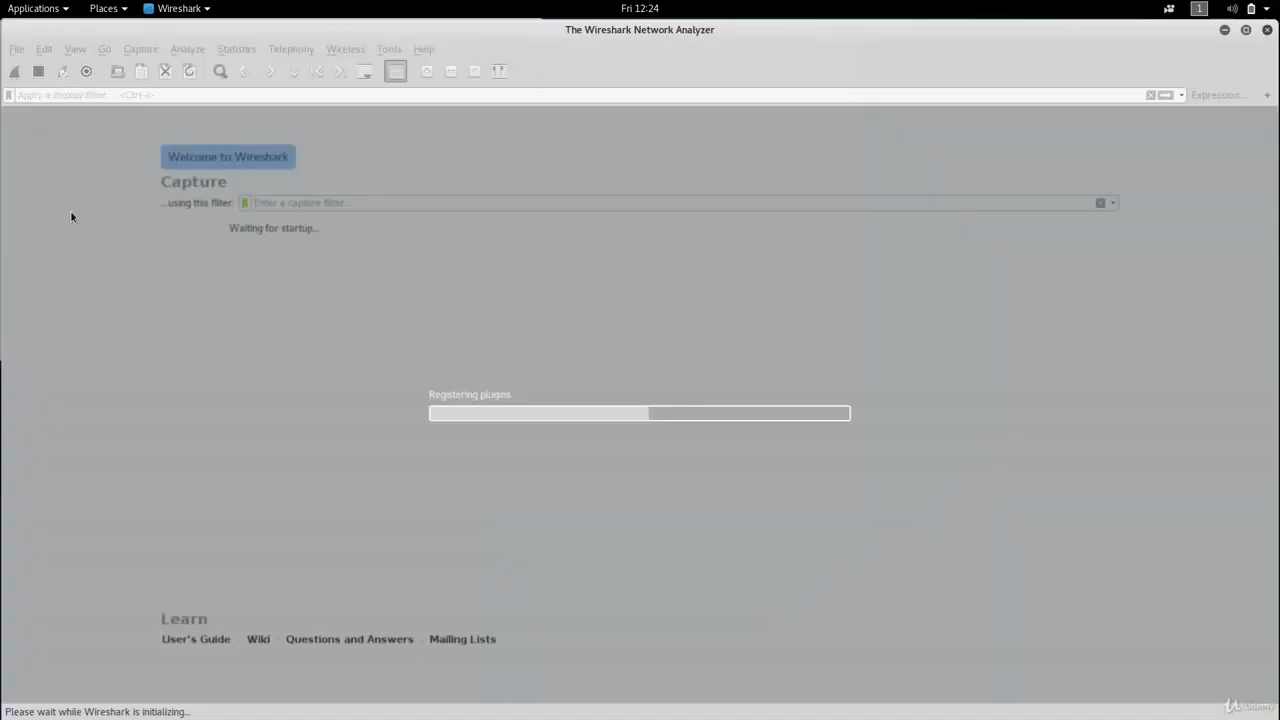 Applications Places Wireshark Fri 12:24 1
The Wireshark Network Analyzer
File Edit View Go Capture Analyze Statistics Telephony Wireless Tools Help
Apply a display filter ... <Ctrl-/> Expression... +
Welcome to Wireshark
Capture
...using this filter: Enter a capture filter ...
Waiting for startup...
Registering plugins
Learn
User's Guide · Wiki · Questions and Answers · Mailing Lists
Please wait while Wireshark is initializing...
Udemy